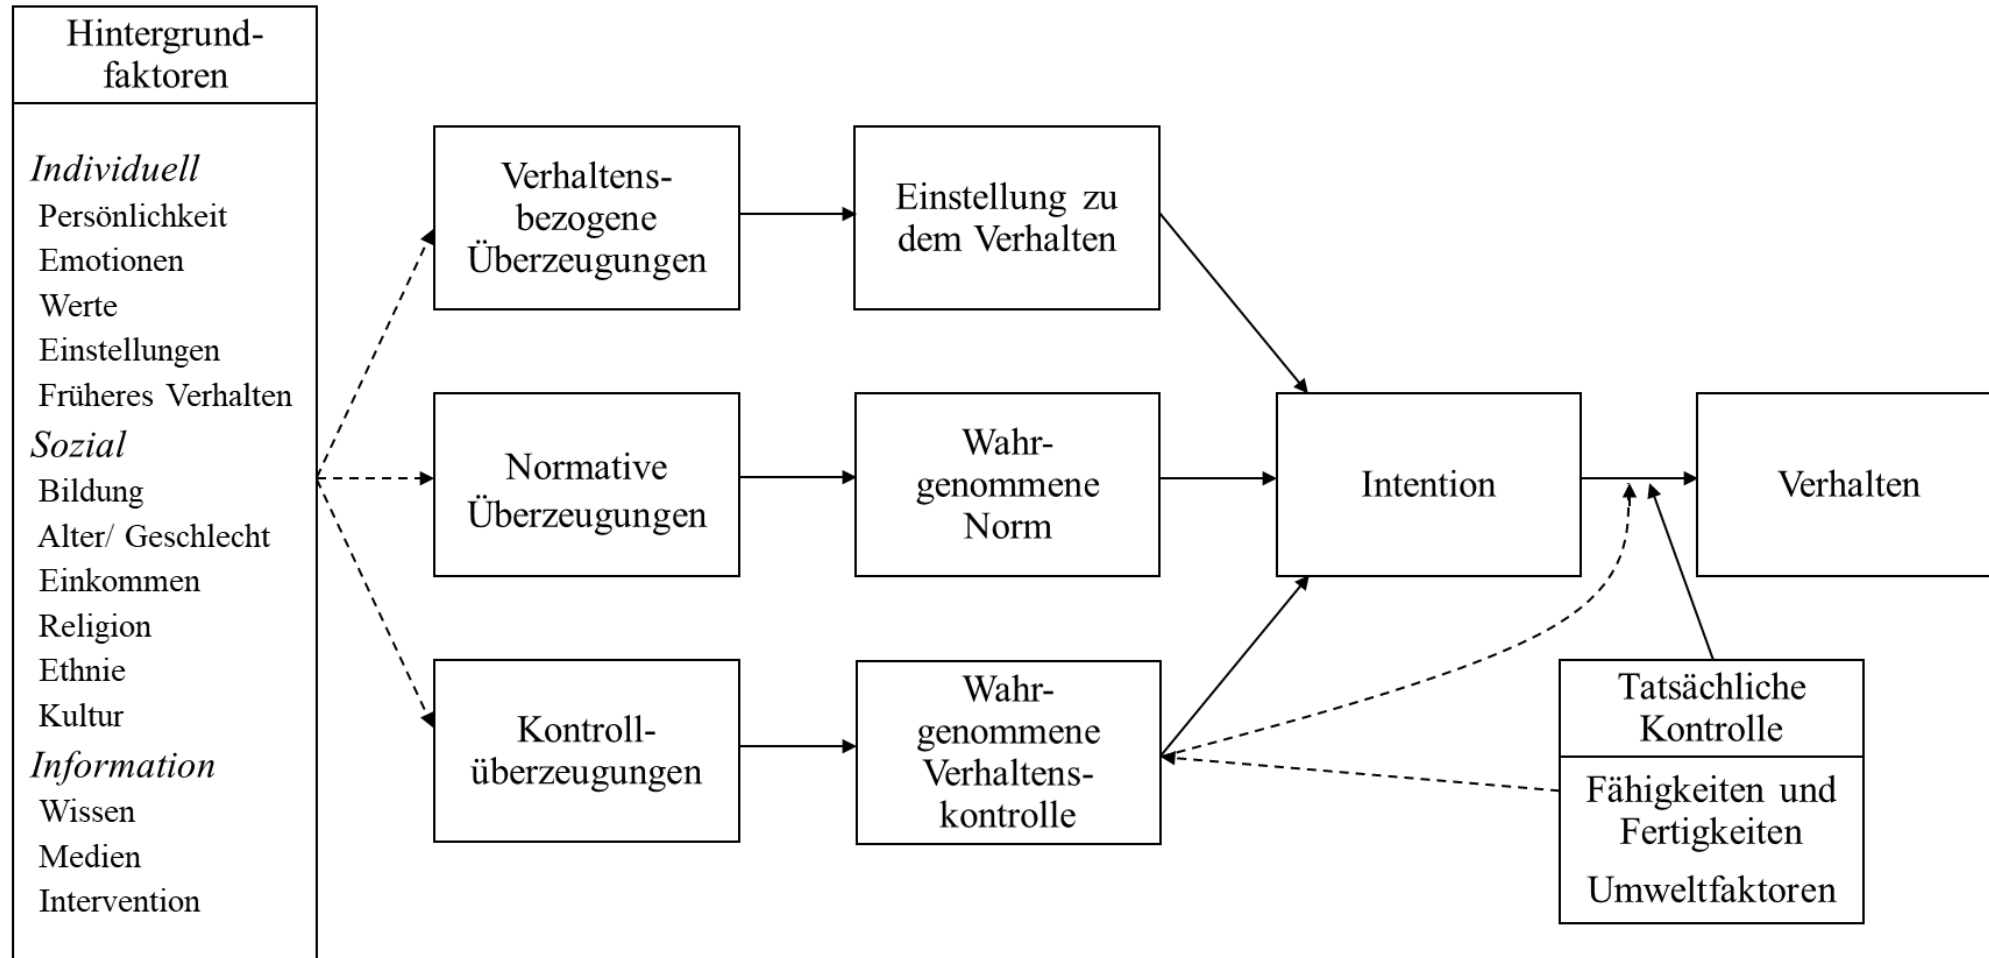 Hintergrund-
faktoren
Individuell
Persönlichkeit
Emotionen
Werte
Einstellungen
Früheres Verhalten
Sozial
Bildung
Alter/ Geschlecht
Einkommen
Religion
Ethnie
Kultur
Information
Wissen
Medien
Intervention
Verhaltens-
bezogene
Überzeugungen
Einstellung zu
dem Verhalten
Normative
Überzeugungen
Wahr-
genommene
Norm
Intention
Verhalten
Kontroll-
überzeugungen
Wahr-
genommene
Verhaltens-
kontrolle
Tatsächliche
Kontrolle
Fähigkeiten und
Fertigkeiten
Umweltfaktoren